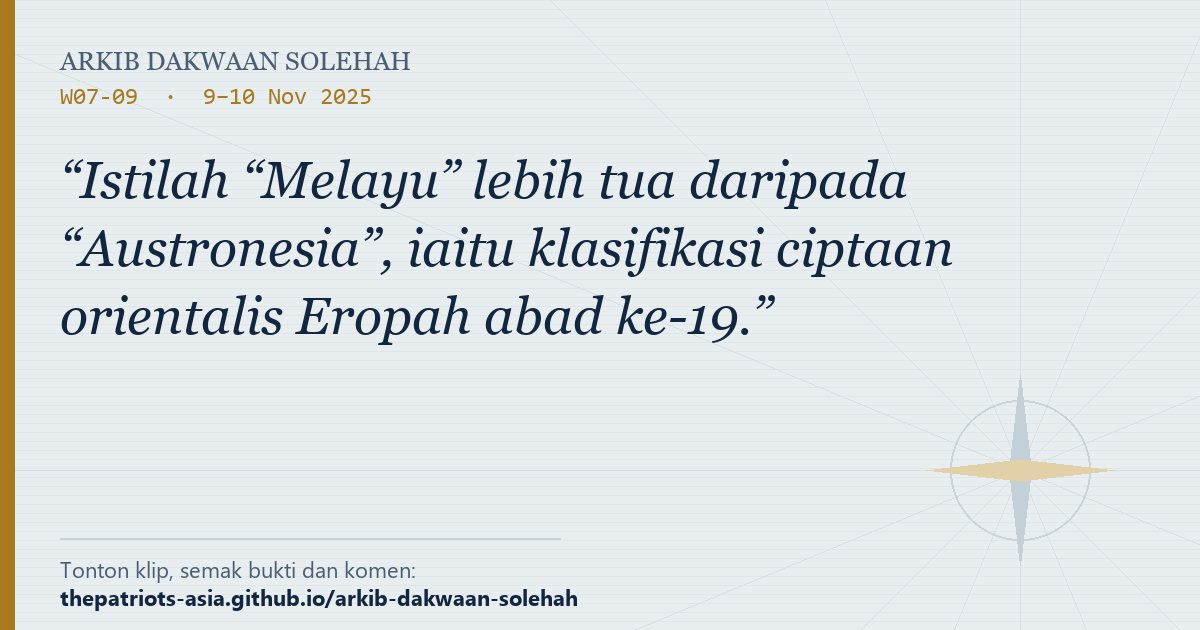 ARKIB DAKWAAN SOLEHAH
W07-09 · 9–10 Nov 2025
“Istilah “Melayu” lebih tua daripada
“Austronesia”, iaitu klasifikasi ciptaan
orientalis Eropah abad ke-19.”
Tonton klip, semak bukti dan komen:
thepatriots-asia.github.io/arkib-dakwaan-solehah